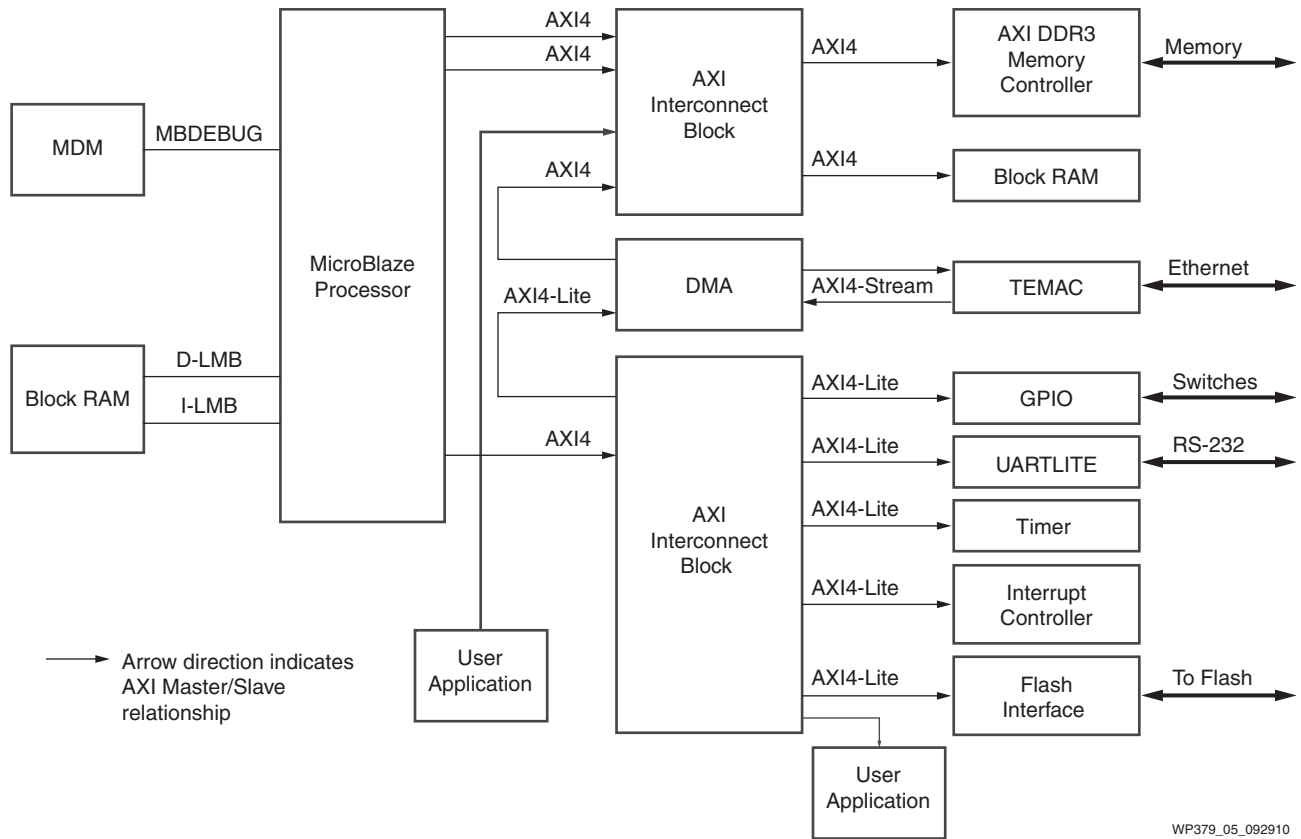 AXI4
AXI4
AXI
Interconnect
Block
AXI4
AXI DDR3
Memory
Controller
Memory
MDM
MBDEBUG
AXI4
AXI4
Block RAM
MicroBlaze
Processor
AXI4-Lite
DMA
AXI4-Stream
TEMAC
Ethernet
Block RAM
D-LMB
I-LMB
AXI4
AXI
Interconnect
Block
AXI4-Lite
GPIO
Switches
AXI4-Lite
UARTLITE
RS-232
AXI4-Lite
Timer
AXI4-Lite
Interrupt
Controller
AXI4-Lite
Flash
Interface
To Flash
Arrow direction indicates
AXI Master/Slave
relationship
User
Application
User
Application
WP379_05_092910